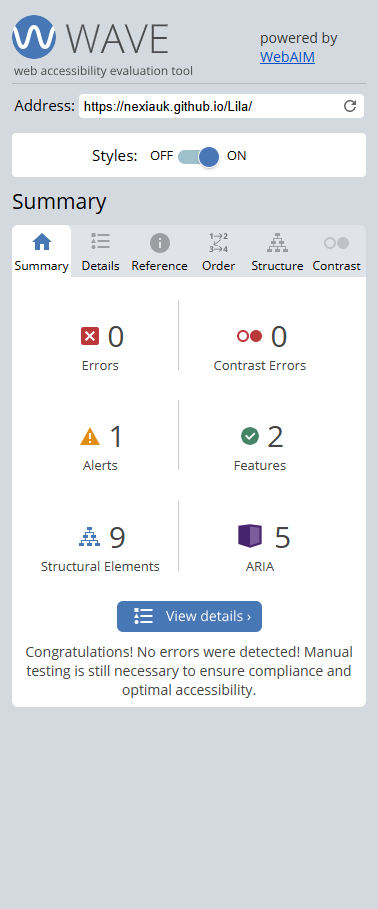 WAVE
web accessibility evaluation tool
powered by
WebAIM
Address: https://nexiauk.github.io/Lila/
Styles: OFF ON
Summary
Summary Details Reference Order Structure Contrast
0 0
Errors Contrast Errors
1 2
Alerts Features
9 5
Structural Elements ARIA
View details ›
Congratulations! No errors were detected! Manual
testing is still necessary to ensure compliance and
optimal accessibility.